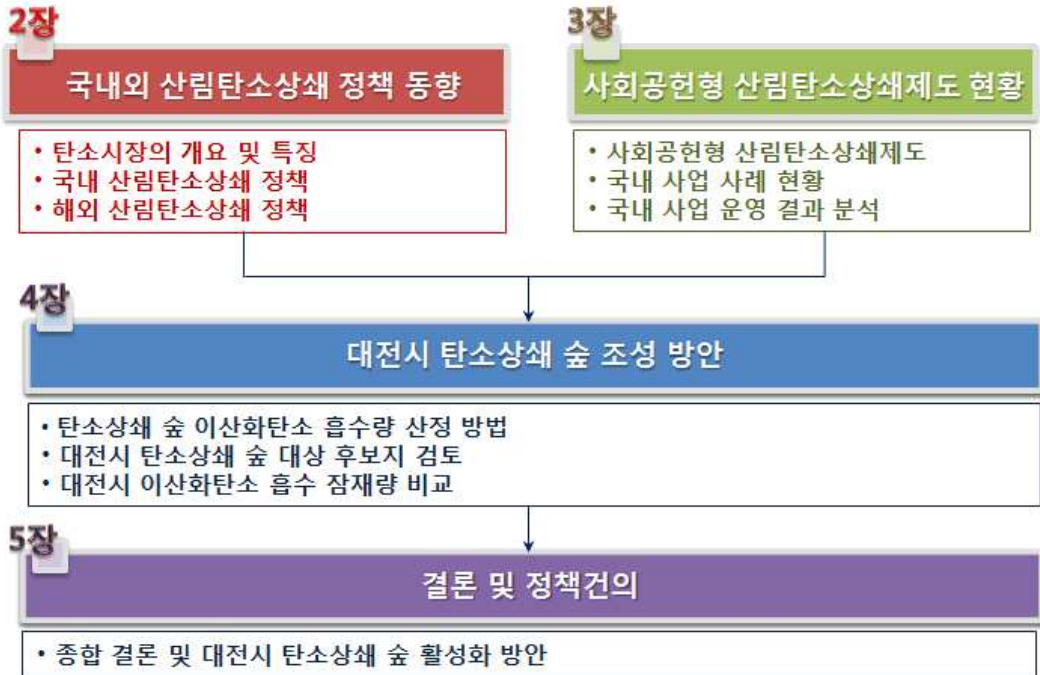 2장
국내외 산림탄소상쇄 정책 동향
• 탄소시장의 개요 및 특징
• 국내 산림탄소상쇄 정책
• 해외 산림탄소상쇄 정책
3장
사회공헌형 산림탄소상쇄제도 현황
• 사회공헌형 산림탄소상쇄제도
• 국내 사업 사례 현황
• 국내 사업 운영 결과 분석
4장
대전시 탄소상쇄 숲 조성 방안
• 탄소상쇄 숲 이산화탄소 흡수량 산정 방법
• 대전시 탄소상쇄 숲 대상 후보지 검토
• 대전시 이산화탄소 흡수 잠재량 비교
5장
결론 및 정책건의
• 종합 결론 및 대전시 탄소상쇄 숲 활성화 방안